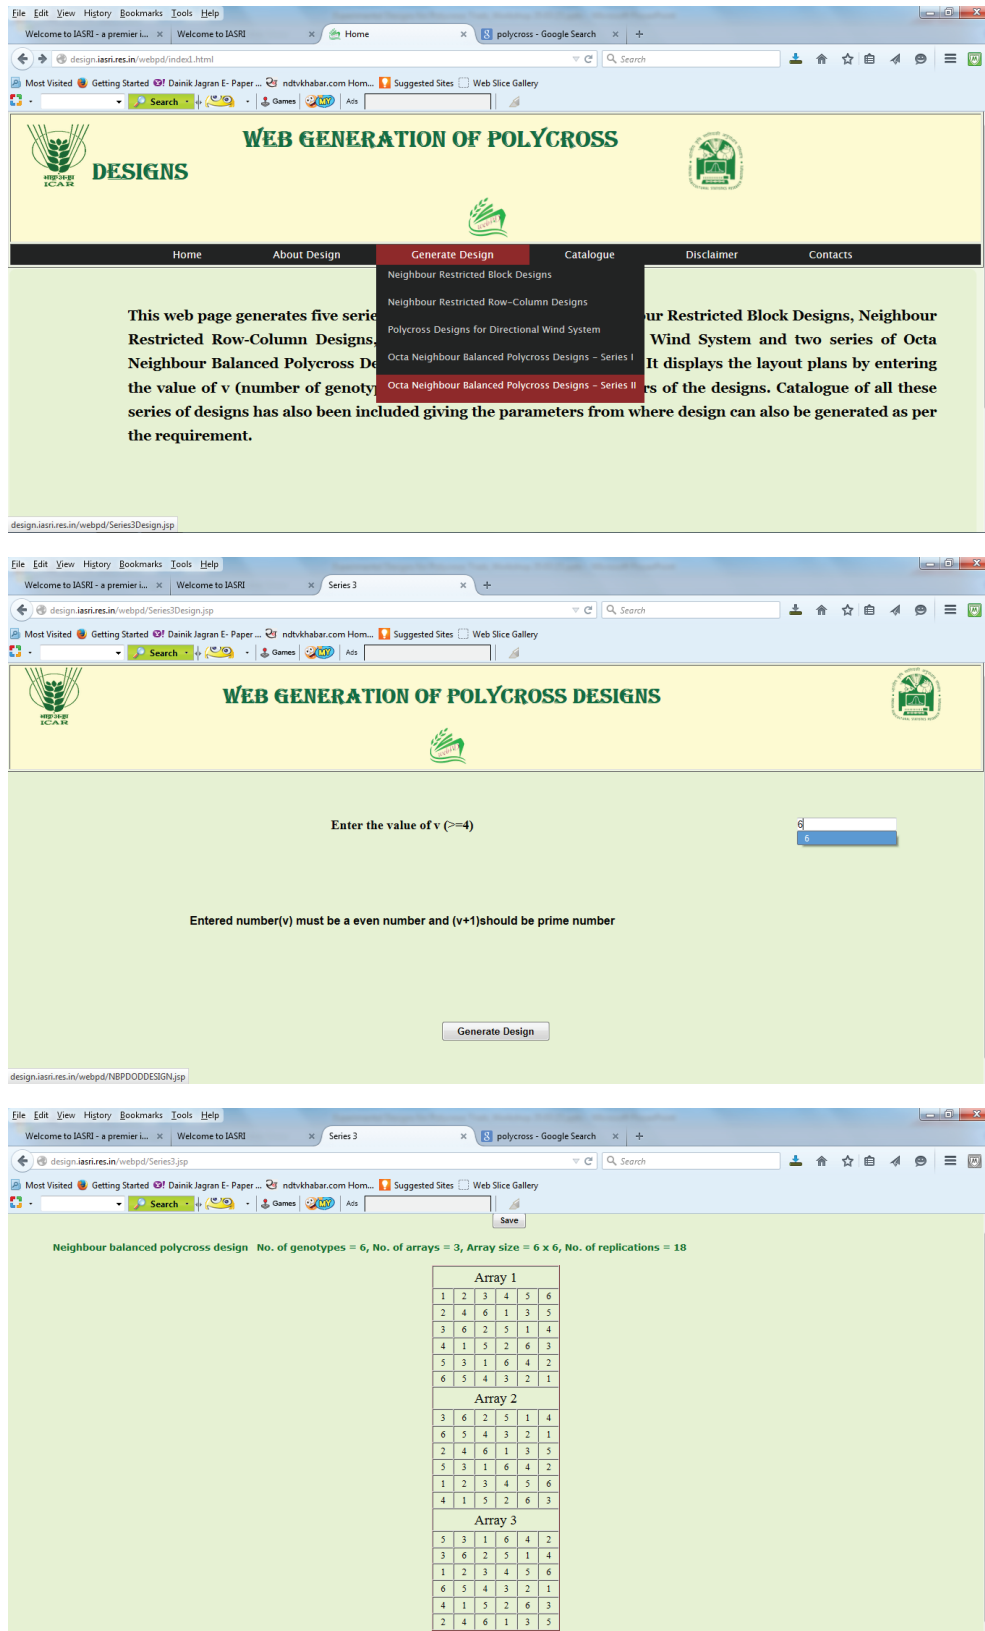 File Edit View History Bookmarks Tools Help
Welcome to IASRI - a premier i... × Welcome to IASRI × Home × polycross - Google Search × +
design.iasri.res.in/webpd/index1.html Search
Most Visited Getting Started Dainik Jagran E- Paper ... ndtvkhabar.com Hom... Suggested Sites Web Slice Gallery
Search Games MY Ads
WEB GENERATION OF POLYCROSS
DESIGNS
ICAR
Home About Design Generate Design Catalogue Disclaimer Contacts
Neighbour Restricted Block Designs
Neighbour Restricted Row-Column Designs
Polycross Designs for Directional Wind System
Octa Neighbour Balanced Polycross Designs - Series I
Octa Neighbour Balanced Polycross Designs - Series II
This web page generates five serie ur Restricted Block Designs, Neighbour
Restricted Row-Column Designs, Wind System and two series of Octa
Neighbour Balanced Polycross De It displays the layout plans by entering
the value of v (number of genoty rs of the designs. Catalogue of all these
series of designs has also been included giving the parameters from where design can also be generated as per
the requirement.
design.iasri.res.in/webpd/Series3Design.jsp
File Edit View History Bookmarks Tools Help
Welcome to IASRI - a premier i... × Welcome to IASRI × Series 3 × +
design.iasri.res.in/webpd/Series3Design.jsp Search
Most Visited Getting Started Dainik Jagran E- Paper ... ndtvkhabar.com Hom... Suggested Sites Web Slice Gallery
Search Games MY Ads
WEB GENERATION OF POLYCROSS DESIGNS
ICAR
Enter the value of v (>=4) 6
6
Entered number(v) must be a even number and (v+1)should be prime number
Generate Design
design.iasri.res.in/webpd/NBPDODDESIGN.jsp
File Edit View History Bookmarks Tools Help
Welcome to IASRI - a premier i... × Welcome to IASRI × Series 3 × polycross - Google Search × +
design.iasri.res.in/webpd/Series3.jsp Search
Most Visited Getting Started Dainik Jagran E- Paper ... ndtvkhabar.com Hom... Suggested Sites Web Slice Gallery
Search Games MY Ads
Save
Neighbour balanced polycross design No. of genotypes = 6, No. of arrays = 3, Array size = 6 x 6, No. of replications = 18
Array 1
1 2 3 4 5 6
2 4 6 1 3 5
3 6 2 5 1 4
4 1 5 2 6 3
5 3 1 6 4 2
6 5 4 3 2 1
Array 2
3 6 2 5 1 4
6 5 4 3 2 1
2 4 6 1 3 5
5 3 1 6 4 2
1 2 3 4 5 6
4 1 5 2 6 3
Array 3
5 3 1 6 4 2
3 6 2 5 1 4
1 2 3 4 5 6
6 5 4 3 2 1
4 1 5 2 6 3
2 4 6 1 3 5